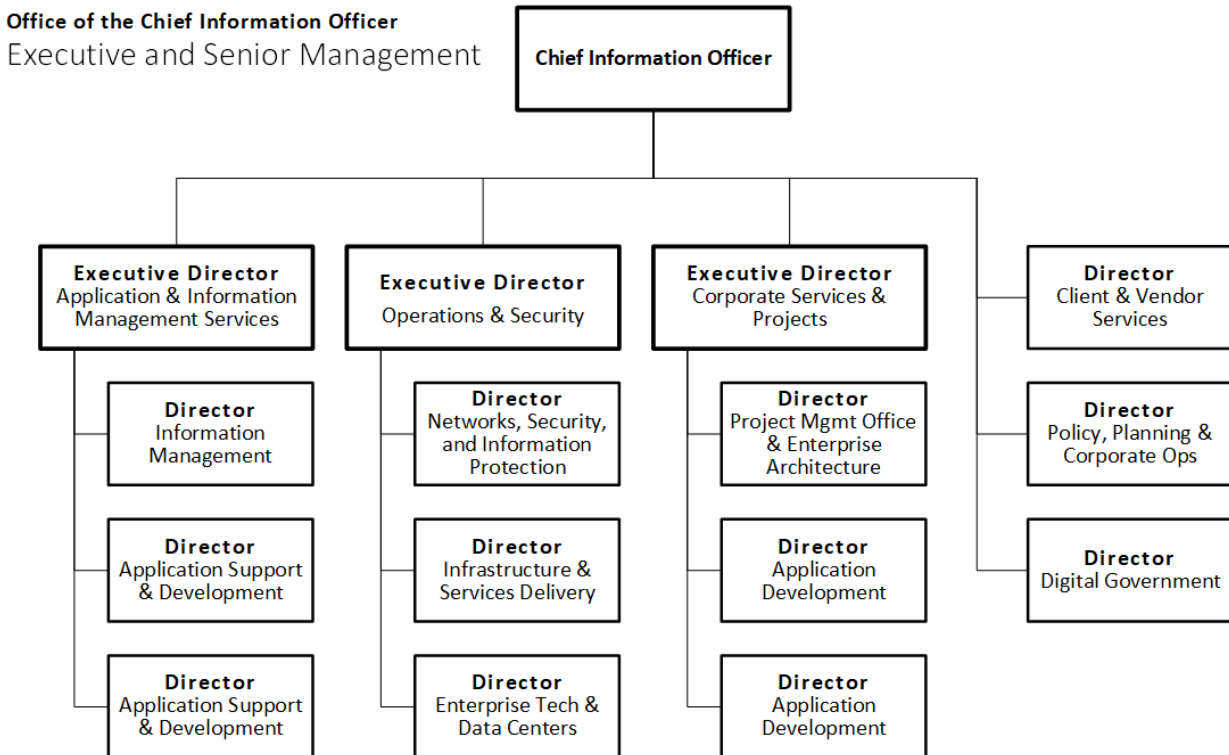 Office of the Chief Information Officer
Executive and Senior Management
Chief Information Officer
Executive Director
Application & Information
Management Services
Director
Information
Management
Director
Application Support
& Development
Director
Application Support
& Development
Executive Director
Operations & Security
Director
Networks, Security,
and Information
Protection
Director
Infrastructure &
Services Delivery
Director
Enterprise Tech &
Data Centers
Executive Director
Corporate Services &
Projects
Director
Project Mgmt Office
& Enterprise
Architecture
Director
Application
Development
Director
Application
Development
Director
Client & Vendor
Services
Director
Policy, Planning &
Corporate Ops
Director
Digital Government